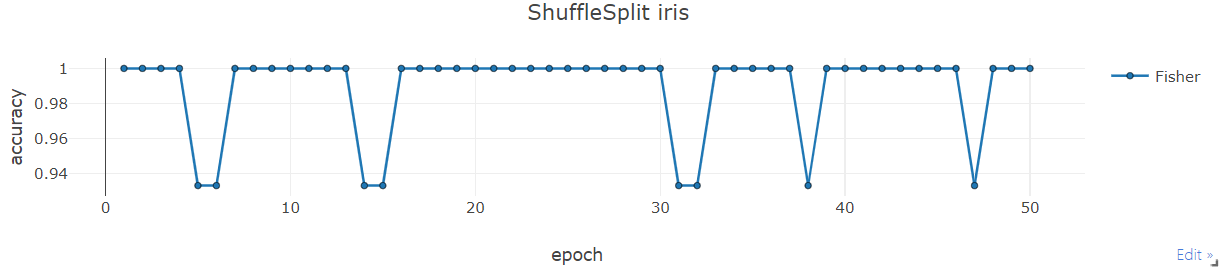 ShuffleSplit iris
accuracy
1
0.98
0.96
0.94
0 10 20 30 40 50
epoch
Fisher
Edit »